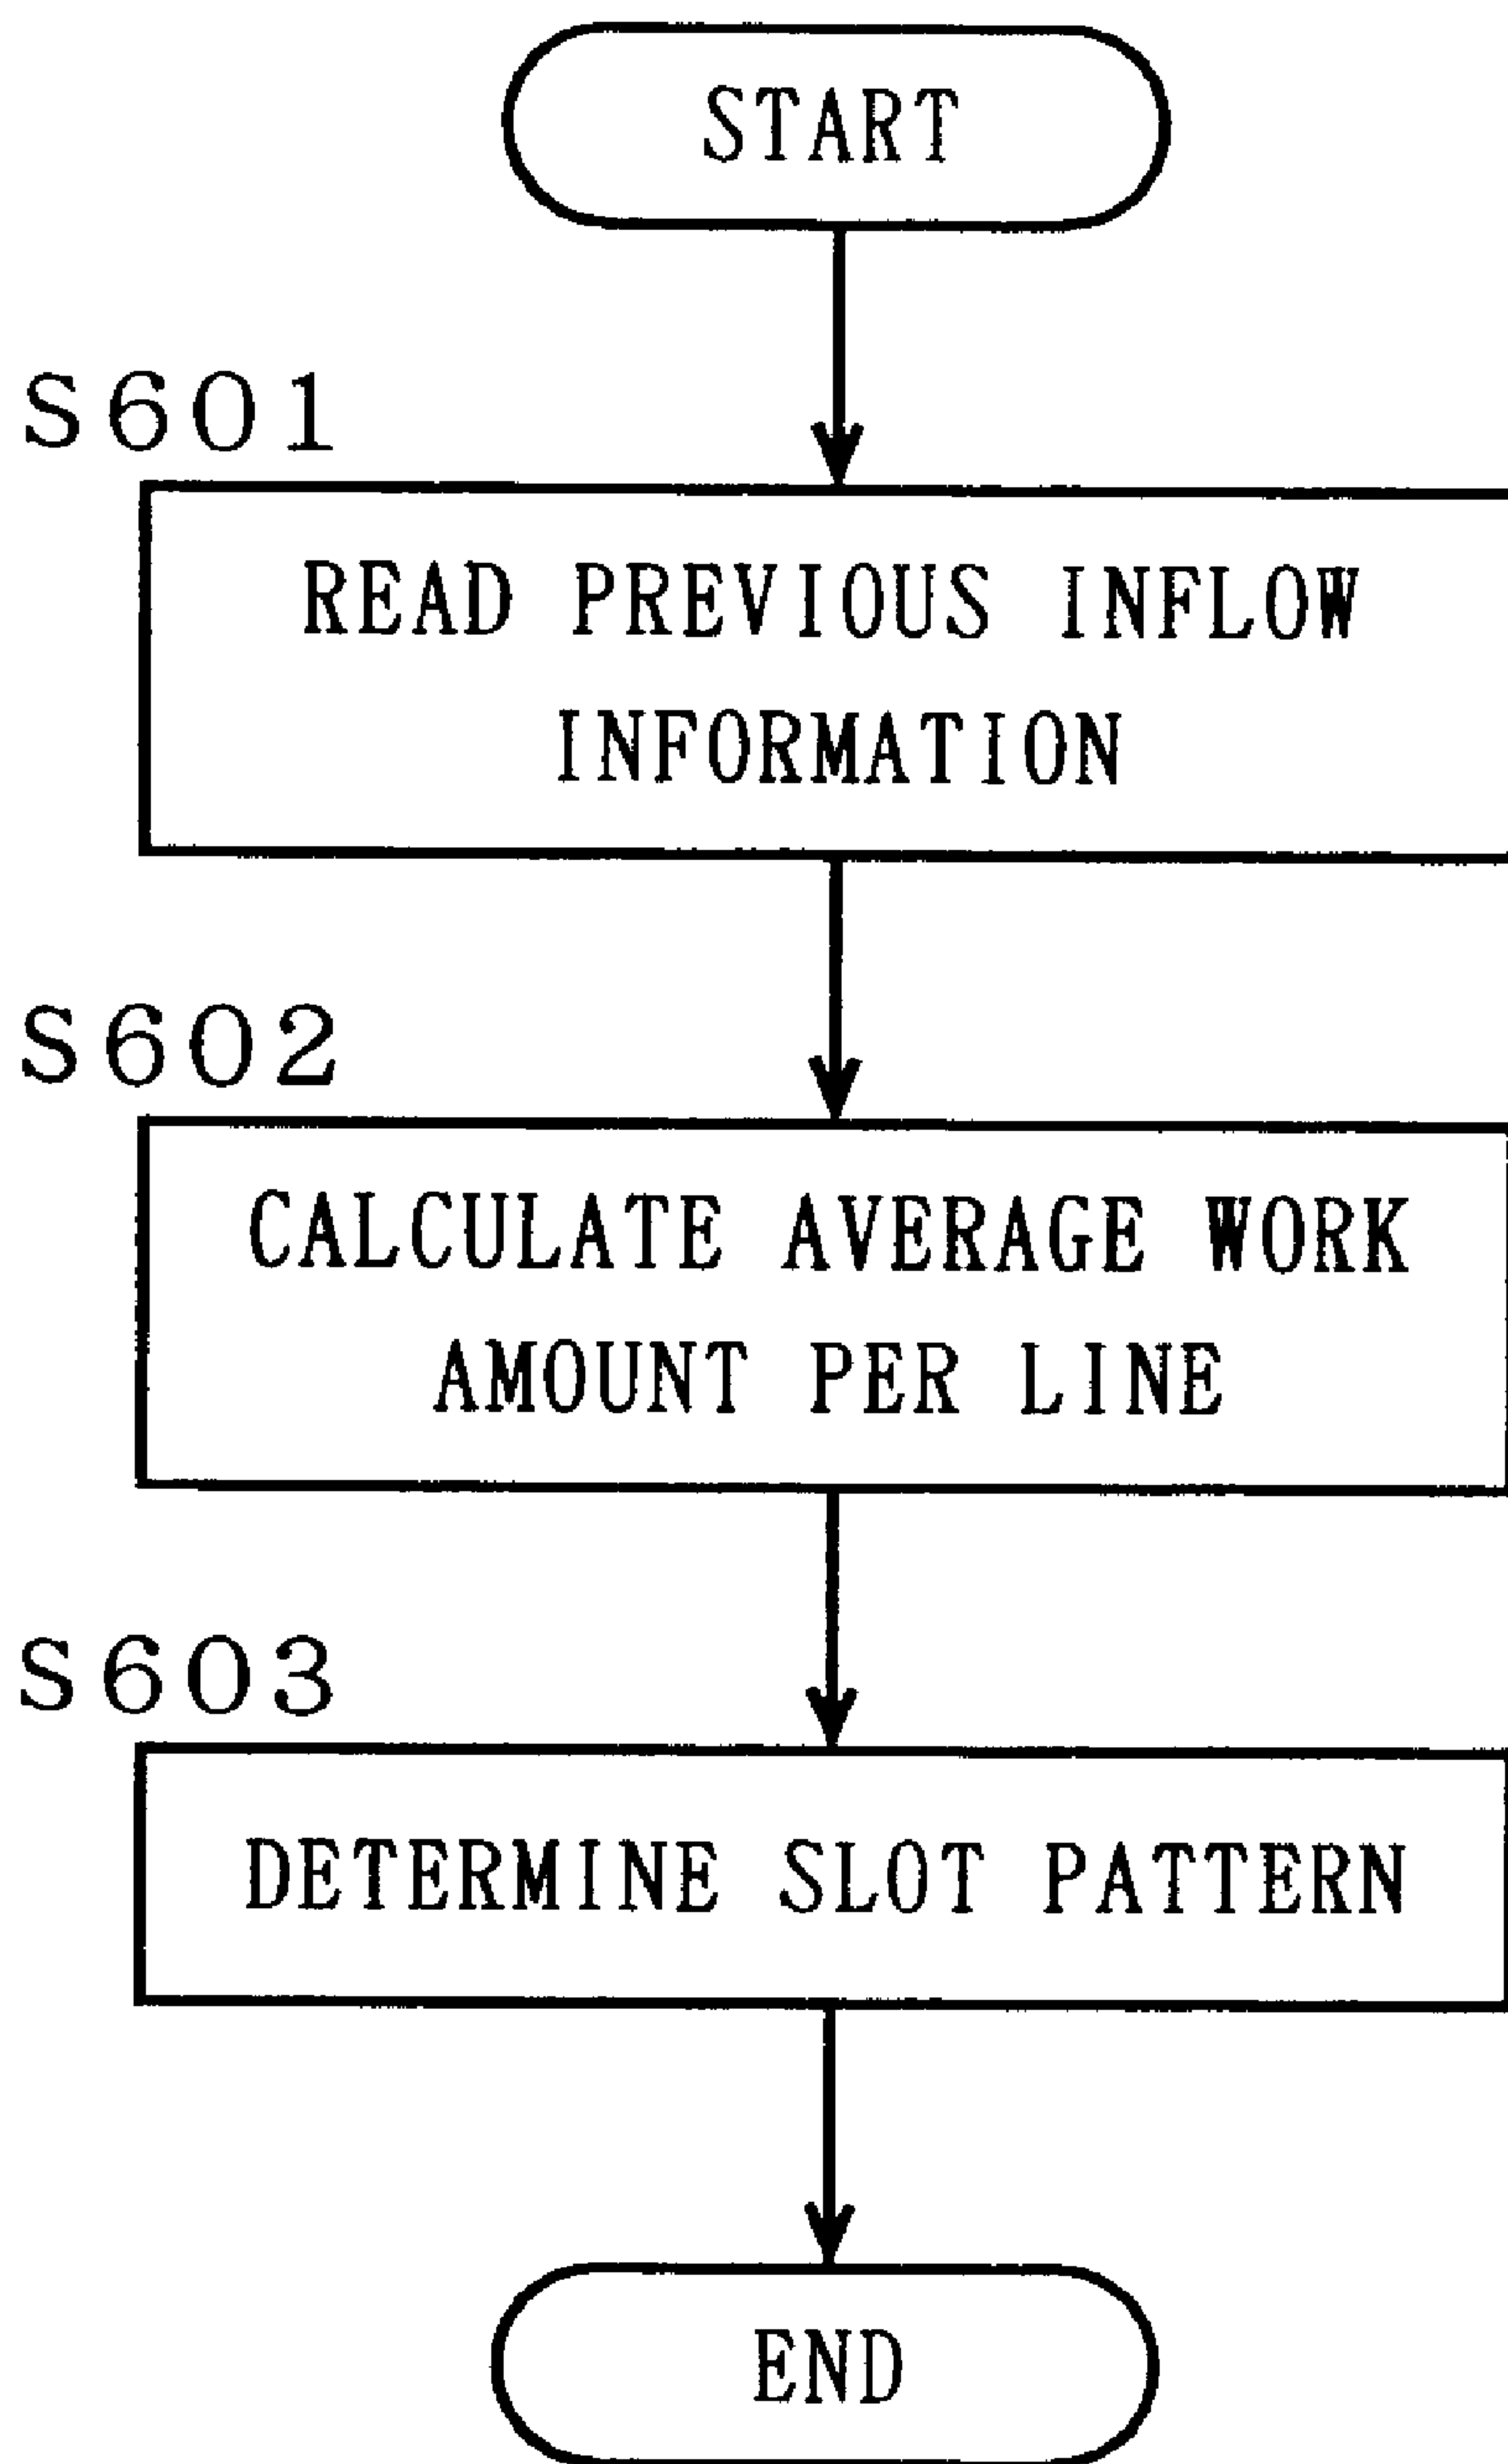 START
S601
READ PREVIOUS INFLOW
INFORMATION
S602
CALCULATE AVERAGE WORK
AMOUNT PER LINE
S603
DETERMINE SLOT PATTERN
END